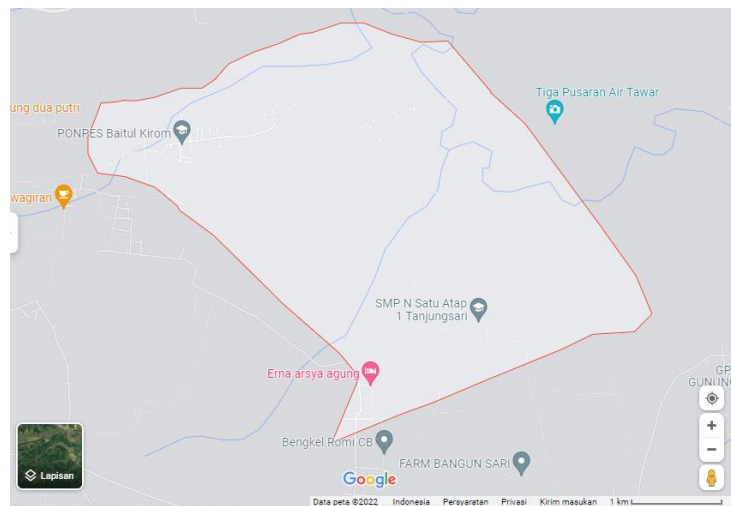 Tiga Pusaran Air Tawar
ung dua putri
PONPES Baitul Kirom
wagiran
SMP N Satu Atap
1 Tanjungsari
Erna.arsya.agung
GP
GUNUNG
Bengkel Romi CB
FARM BANGUN SARI
Lapisan
Google
Data peta ©2022 Indonesia Persyaratan Privasi Kirim masukan 1 km